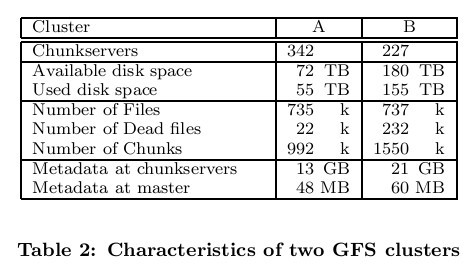 Cluster A B
Chunkservers 342 227
Available disk space 72 TB 180 TB
Used disk space 55 TB 155 TB
Number of Files 735 k 737 k
Number of Dead files 22 k 232 k
Number of Chunks 992 k 1550 k
Metadata at chunkservers 13 GB 21 GB
Metadata at master 48 MB 60 MB
Table 2: Characteristics of two GFS clusters